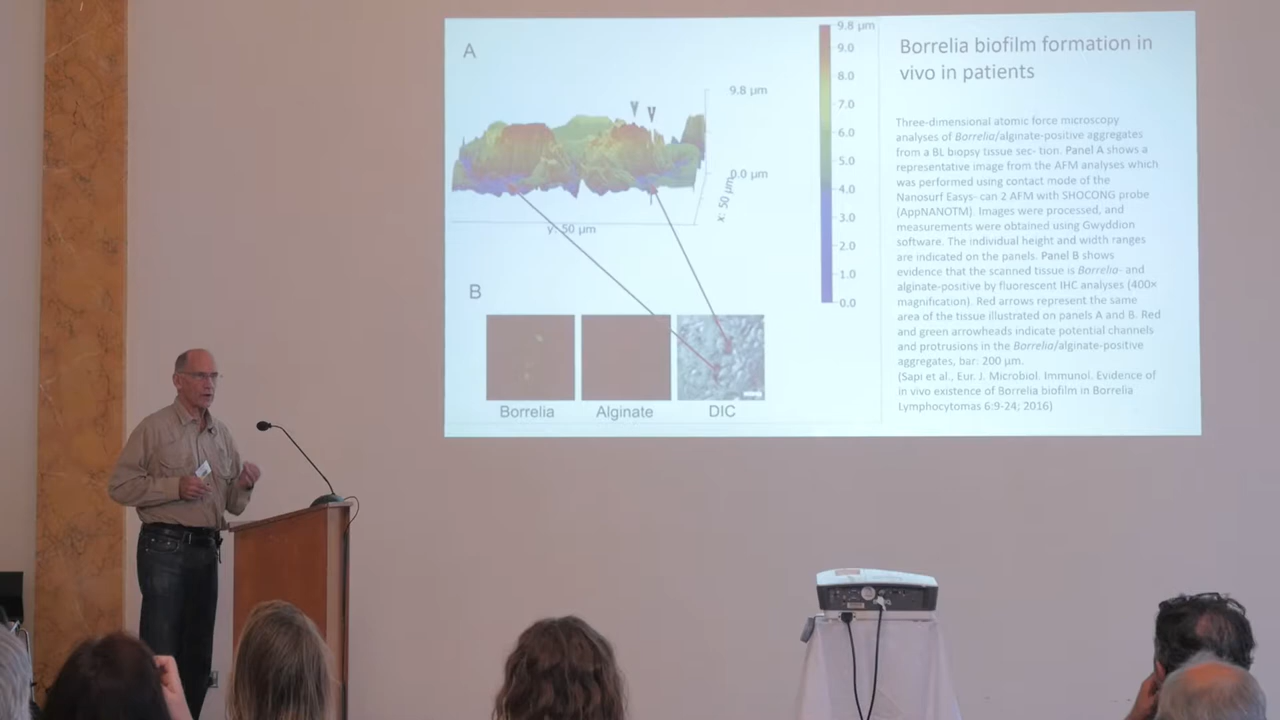 A
9.8 µm
0.0 µm
x: 50 µm
y: 50 µm
9.8 µm
9.0
8.0
7.0
6.0
5.0
4.0
3.0
2.0
1.0
0.0
B
Borrelia
Alginate
DIC
Borrelia biofilm formation in
vivo in patients
Three-dimensional atomic force microscopy
analyses of Borrelia/alginate-positive aggregates
from a BL biopsy tissue sec- tion. Panel A shows a
representative image from the AFM analyses which
was performed using contact mode of the
Nanosurf Easys- can 2 AFM with SHOCONG probe
(AppNANOTM). Images were processed, and
measurements were obtained using Gwyddion
software. The individual height and width ranges
are indicated on the panels. Panel B shows
evidence that the scanned tissue is Borrelia- and
alginate-positive by fluorescent IHC analyses (400×
magnification). Red arrows represent the same
area of the tissue illustrated on panels A and B. Red
and green arrowheads indicate potential channels
and protrusions in the Borrelia/alginate-positive
aggregates, bar: 200 µm.
(Sapi et al., Eur. J. Microbiol. Immunol. Evidence of
in vivo existence of Borrelia biofilm in Borrelia
Lymphocytomas 6:9-24; 2016)